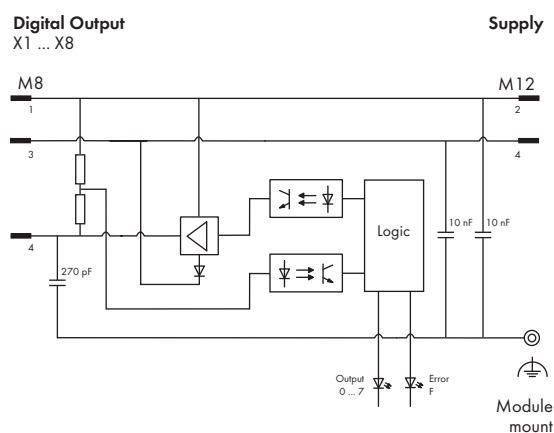 Digital Output
X1 ... X8
Supply
M8
M12
1
2
3
4
4
10 nF
10 nF
Logic
270 pF
Output
0 ... 7
Error
F
Module
mount